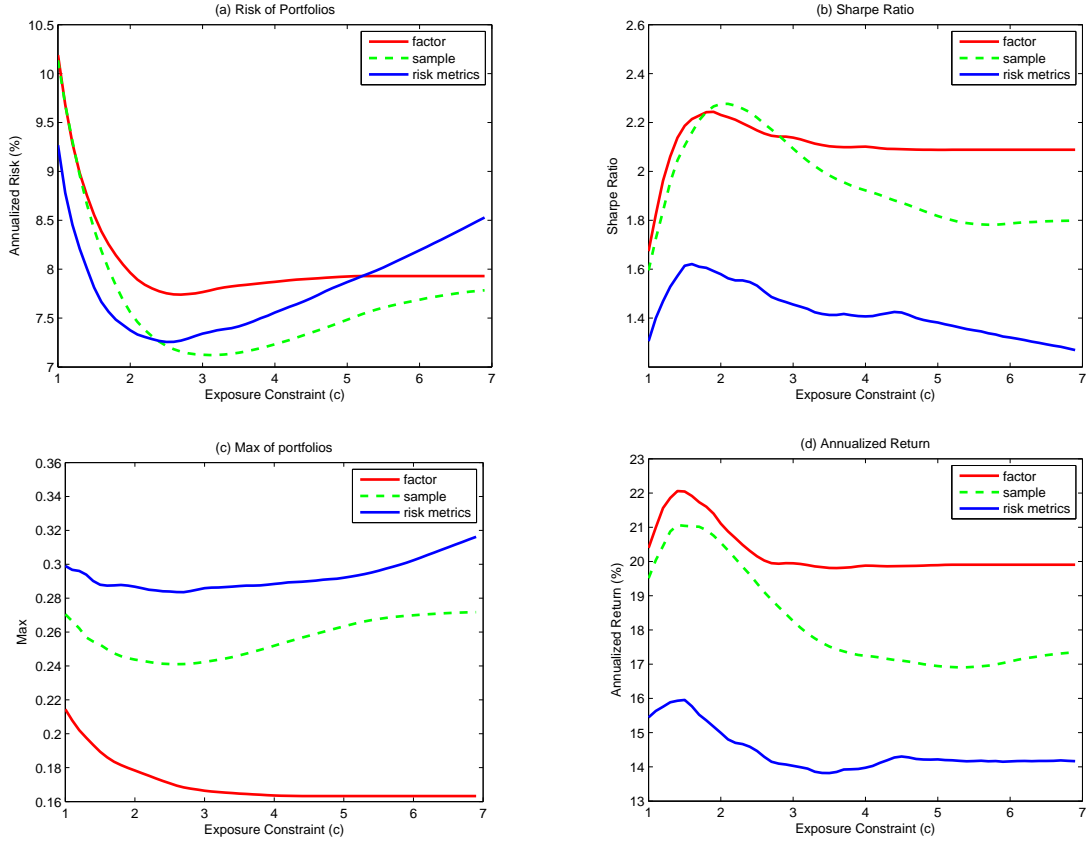 (a) Risk of Portfolios
10.5
10
9.5
9
8.5
8
7.5
7
Annualized Risk (%)
factor
sample
risk metrics
1 2 3 4 5 6 7
Exposure Constraint (c)
(b) Sharpe Ratio
2.6
2.4
2.2
2
1.8
1.6
1.4
Sharpe Ratio
factor
sample
risk metrics
1 2 3 4 5 6 7
Exposure Constraint (c)
(c) Max of portfolios
0.36
0.34
0.32
0.3
0.28
0.26
0.24
0.22
0.2
0.18
0.16
Max
factor
sample
risk metrics
1 2 3 4 5 6 7
Exposure Constraint (c)
(d) Annualized Return
23
22
21
20
19
18
17
16
15
14
13
Annualized Return (%)
factor
sample
risk metrics
1 2 3 4 5 6 7
Exposure Constraint (c)